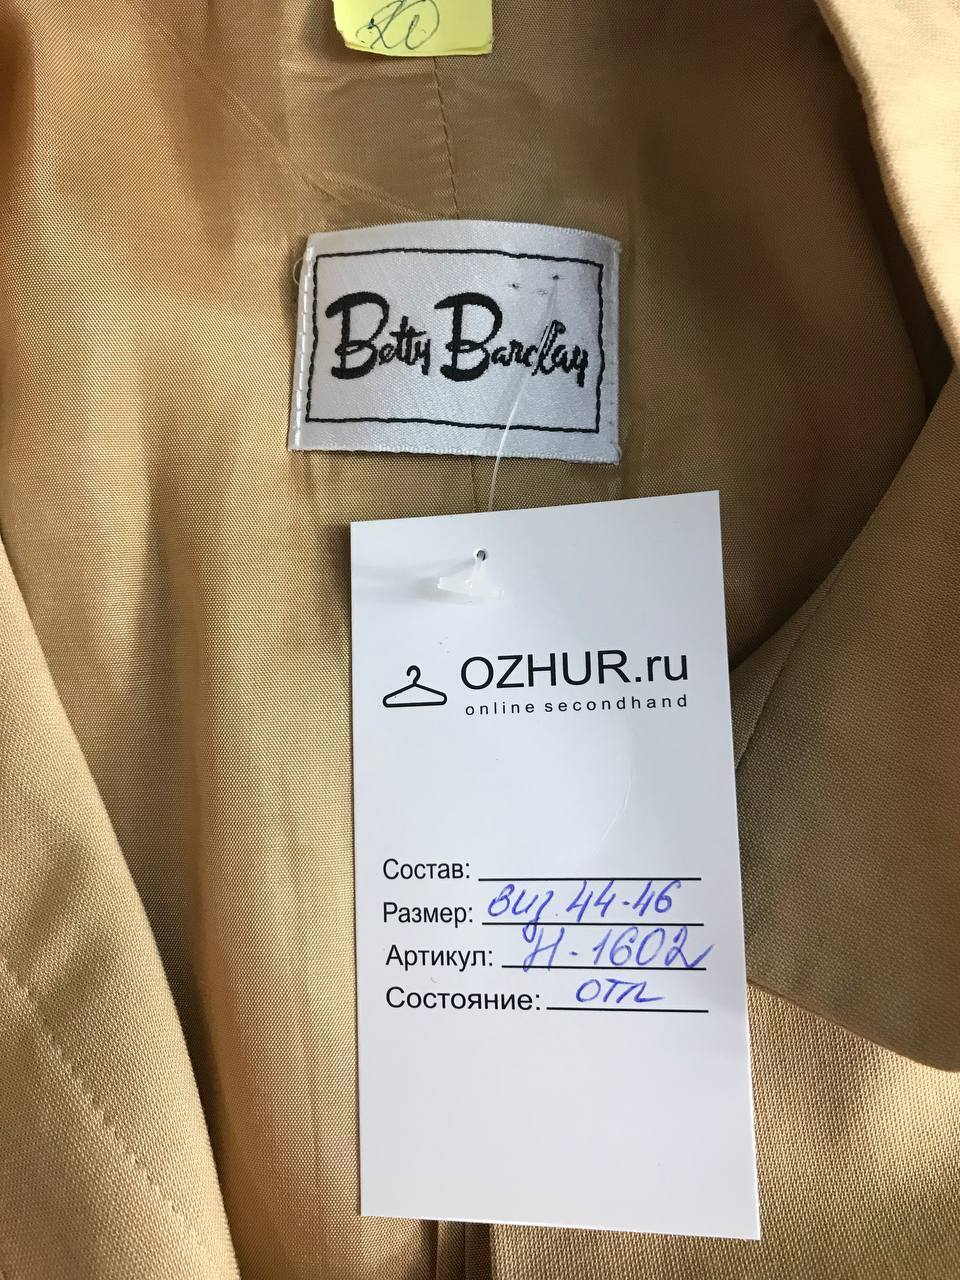 Betty Barclay
OZHUR.ru
online secondhand
Состав:
Размер: виз. 44-46
Артикул: Н-1602
Состояние: отл